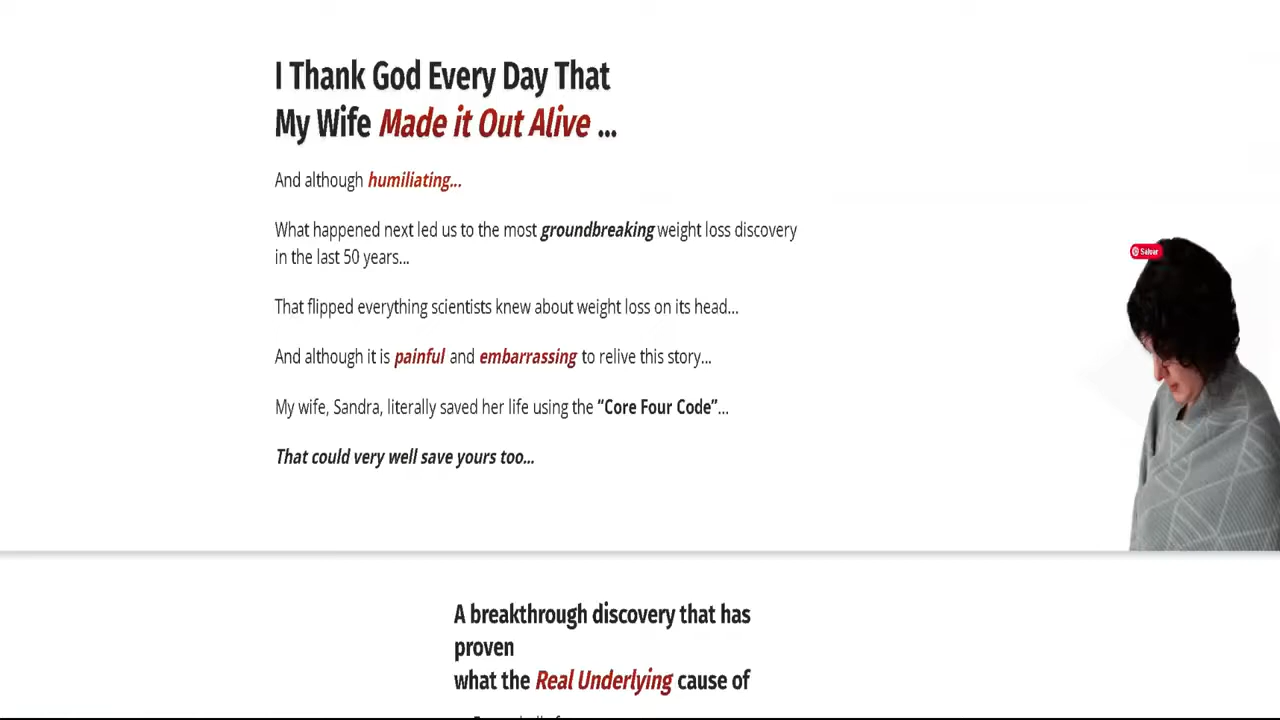 I Thank God Every Day That
My Wife Made it Out Alive ...
And although humiliating...
What happened next led us to the most groundbreaking weight loss discovery
in the last 50 years...
That flipped everything scientists knew about weight loss on its head...
And although it is painful and embarrassing to relive this story...
My wife, Sandra, literally saved her life using the “Core Four Code”...
That could very well save yours too...
Salvar
A breakthrough discovery that has
proven
what the Real Underlying cause of